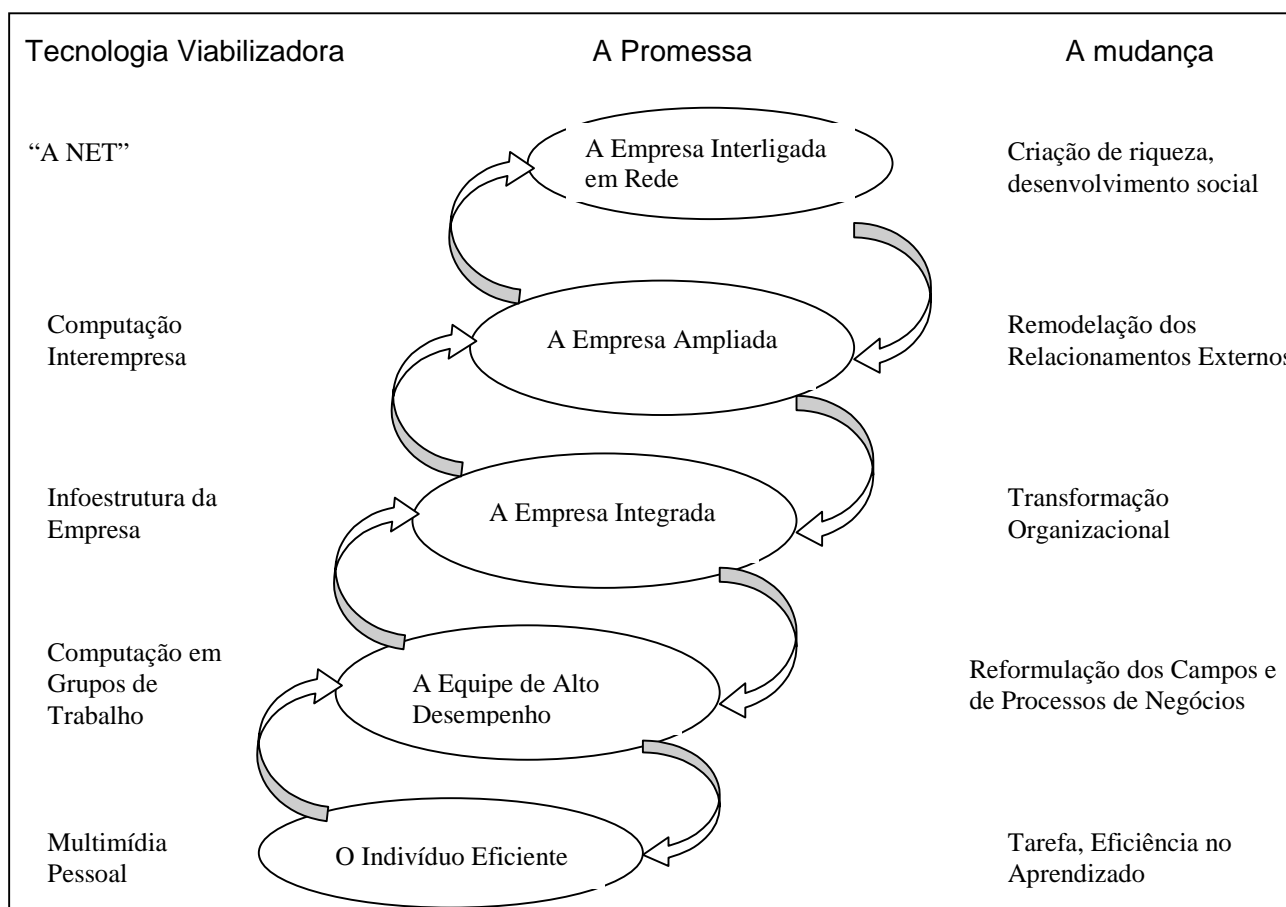 Tecnologia Viabilizadora
A Promessa
A mudança
“A NET”
A Empresa Interligada
em Rede
Criação de riqueza,
desenvolvimento social
Computação
Interempresa
A Empresa Ampliada
Remodelação dos
Relacionamentos Externos
Infoestrutura da
Empresa
A Empresa Integrada
Transformação
Organizacional
Computação em
Grupos de
Trabalho
A Equipe de Alto
Desempenho
Reformulação dos Campos e
de Processos de Negócios
Multimídia
Pessoal
O Indivíduo Eficiente
Tarefa, Eficiência no
Aprendizado